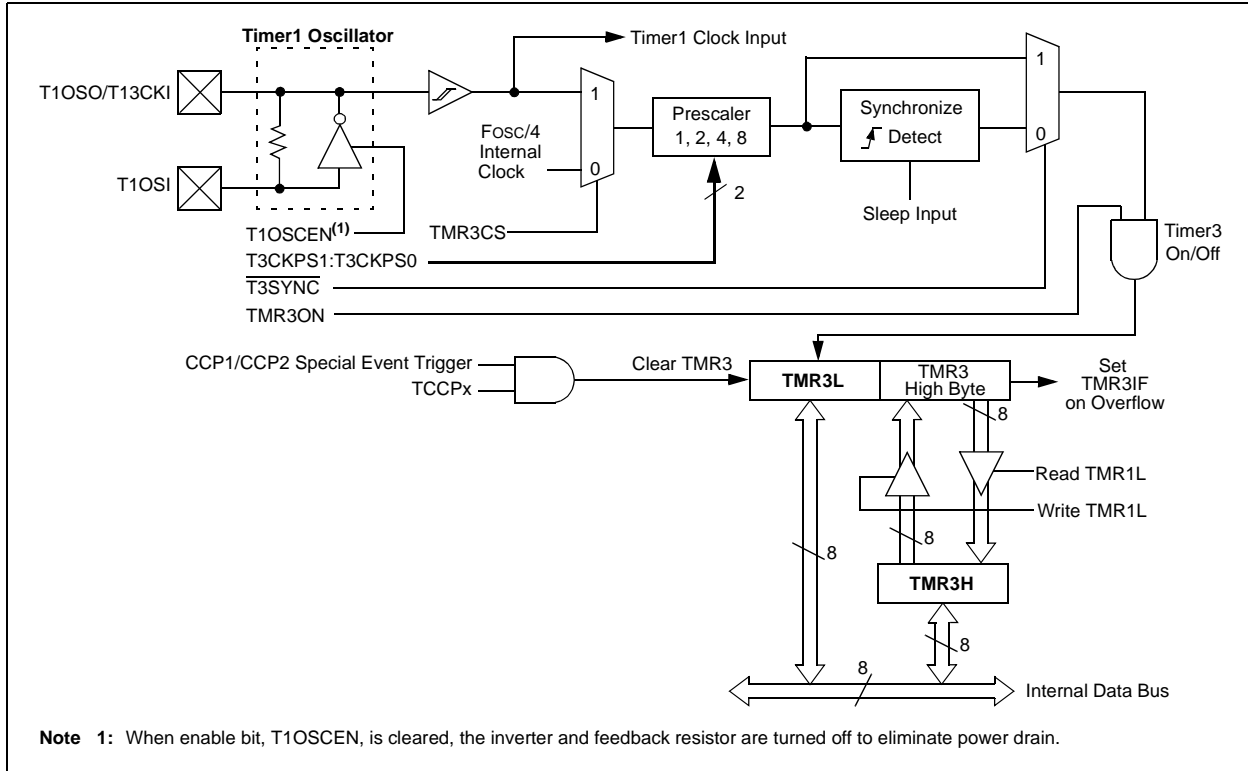 Timer1 Oscillator
Timer1 Clock Input
T1OSO/T13CKI
1
1
Prescaler
1, 2, 4, 8
Synchronize
Detect
FOSC/4
Internal
Clock
0
0
T1OSI
2
Sleep Input
T1OSCEN(1)
TMR3CS
Timer3
On/Off
T3CKPS1:T3CKPS0
T3SYNC
TMR3ON
CCP1/CCP2 Special Event Trigger
TCCPx
Clear TMR3
TMR3L
TMR3
High Byte
Set
TMR3IF
on Overflow
8
Read TMR1L
Write TMR1L
8
8
TMR3H
8
8
Internal Data Bus
Note 1: When enable bit, T1OSCEN, is cleared, the inverter and feedback resistor are turned off to eliminate power drain.